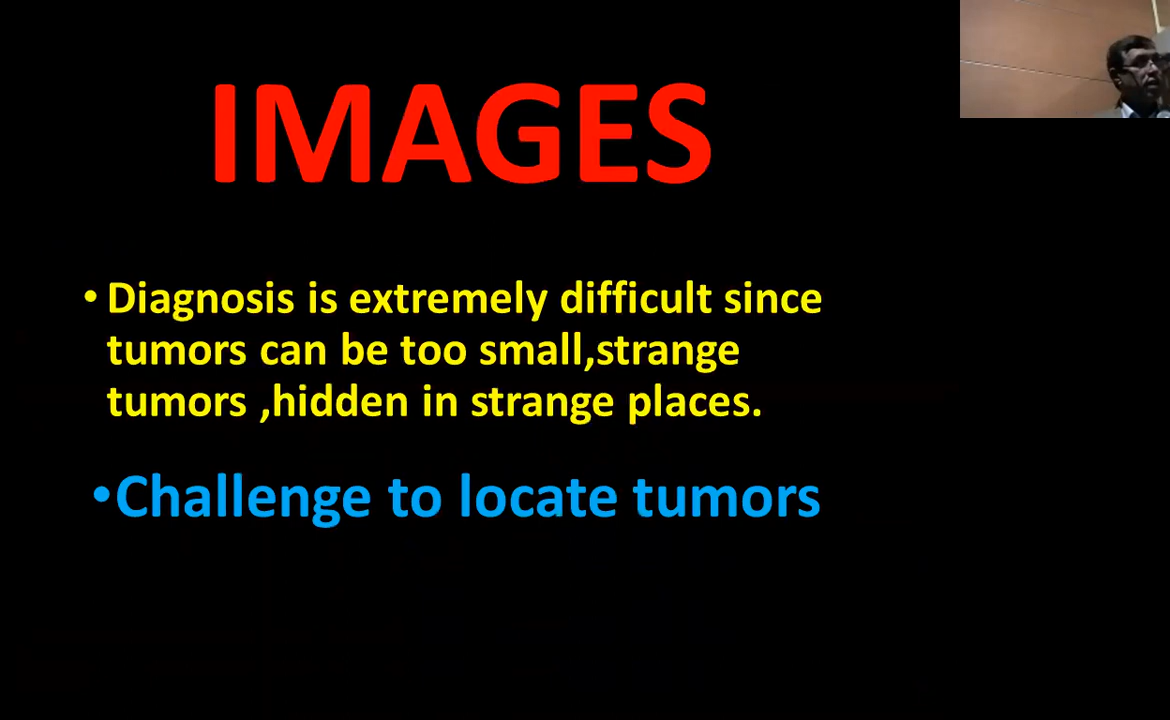 IMAGES
• Diagnosis is extremely difficult since
tumors can be too small,strange
tumors ,hidden in strange places.
•Challenge to locate tumors